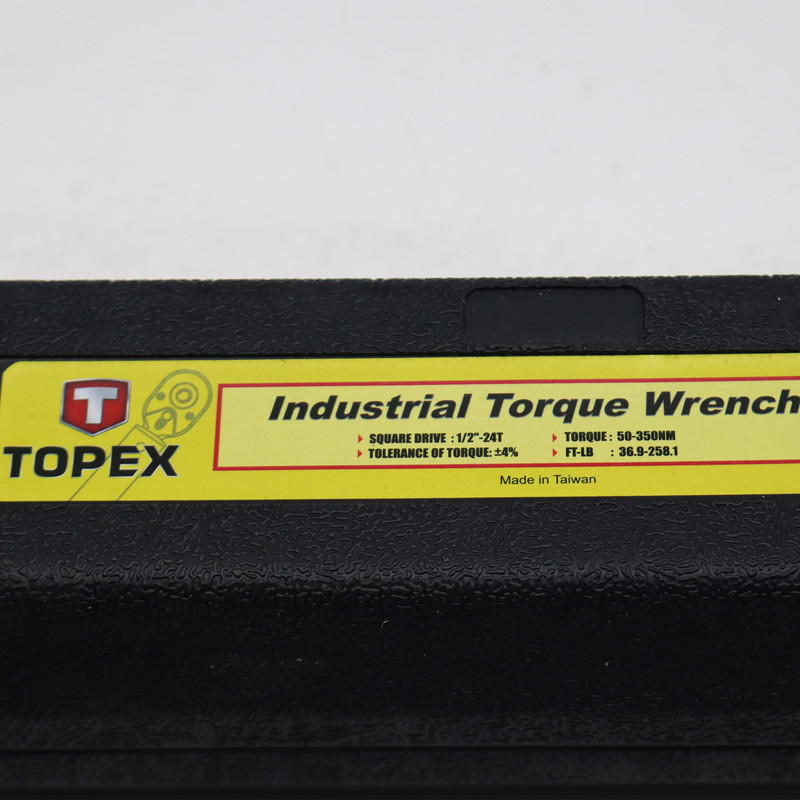 T
TOPEX
Industrial Torque Wrench
SQUARE DRIVE : 1/2"-24T
TOLERANCE OF TORQUE: ±4%
TORQUE : 50-350NM
FT-LB : 36.9-258.1
Made in Taiwan